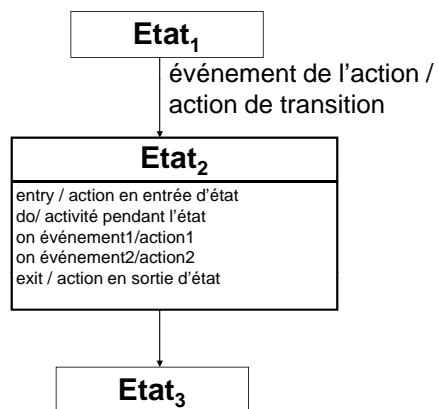 Etat₁
événement de l'action /
action de transition
Etat₂
entry / action en entrée d'état
do/ activité pendant l'état
on événement1/action1
on événement2/action2
exit / action en sortie d'état
Etat₃